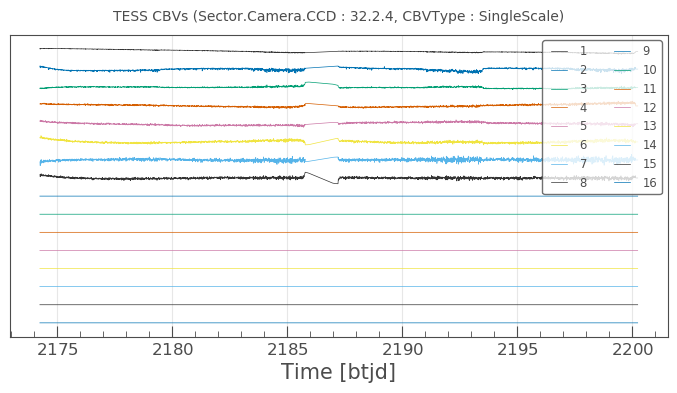 TESS CBVs (Sector.Camera.CCD : 32.2.4, CBVType : SingleScale)
1 9
2 10
3 11
4 12
5 13
6 14
7 15
8 16
2175 2180 2185 2190 2195 2200
Time [btjd]